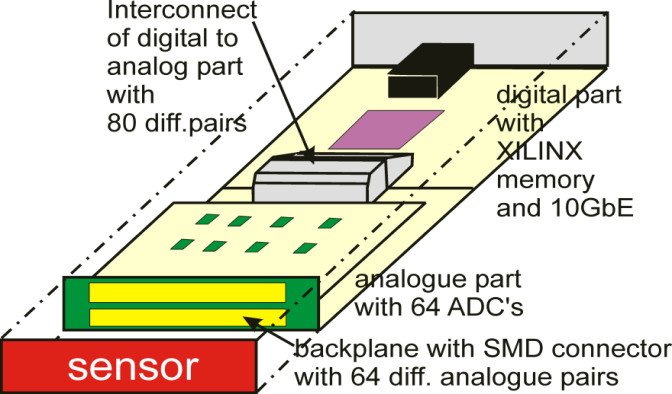 Interconnect
of digital to
analog part
with
80 diff.pairs
digital part
with
XILINX
memory
and 10GbE
analogue part
with 64 ADC's
backplane with SMD connector
with 64 diff. analogue pairs
sensor